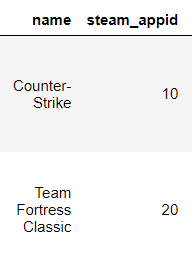 name steam_appid
Counter-
Strike 10
Team
Fortress 20
Classic